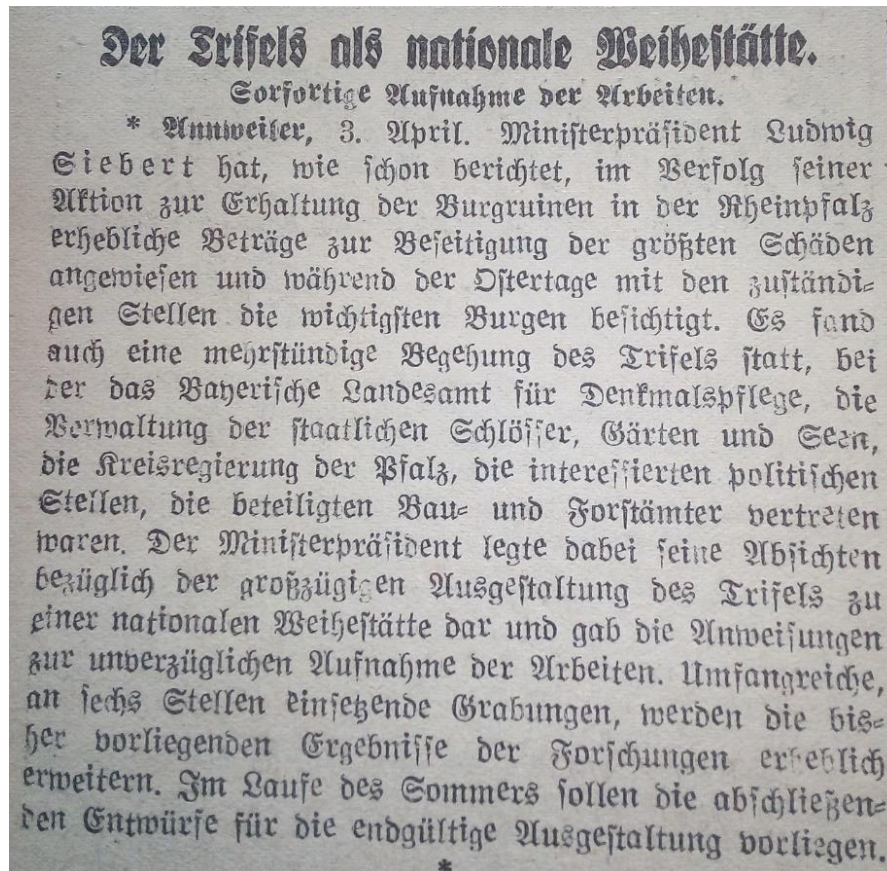 Der Trifels als nationale Weihestätte.
Sorfortige Aufnahme der Arbeiten.
* Annweiler, 3. April. Ministerpräsident Ludwig
Siebert hat, wie schon berichtet, im Verfolg seiner
Aktion zur Erhaltung der Burgruinen in der Rheinpfalz
erhebliche Beträge zur Beseitigung der größten Schäden
angewiesen und während der Ostertage mit den zuständi-
gen Stellen die wichtigsten Burgen besichtigt. Es fand
auch eine mehrstündige Begehung des Trifels statt, bei
der das Bayerische Landesamt für Denkmalspflege, die
Verwaltung der staatlichen Schlösser, Gärten und Seen,
die Kreisregierung der Pfalz, die interessierten politischen
Stellen, die beteiligten Bau- und Forstämter vertreten
waren. Der Ministerpräsident legte dabei seine Absichten
bezüglich der großzügigen Ausgestaltung des Trifels zu
einer nationalen Weihestätte dar und gab die Anweisungen
zur unverzüglichen Aufnahme der Arbeiten. Umfangreiche,
an sechs Stellen einsetzende Grabungen, werden die bis-
her vorliegenden Ergebnisse der Forschungen erheblich
erweitern. Im Laufe des Sommers sollen die abschließen-
den Entwürfe für die endgültige Ausgestaltung vorliegen.
*